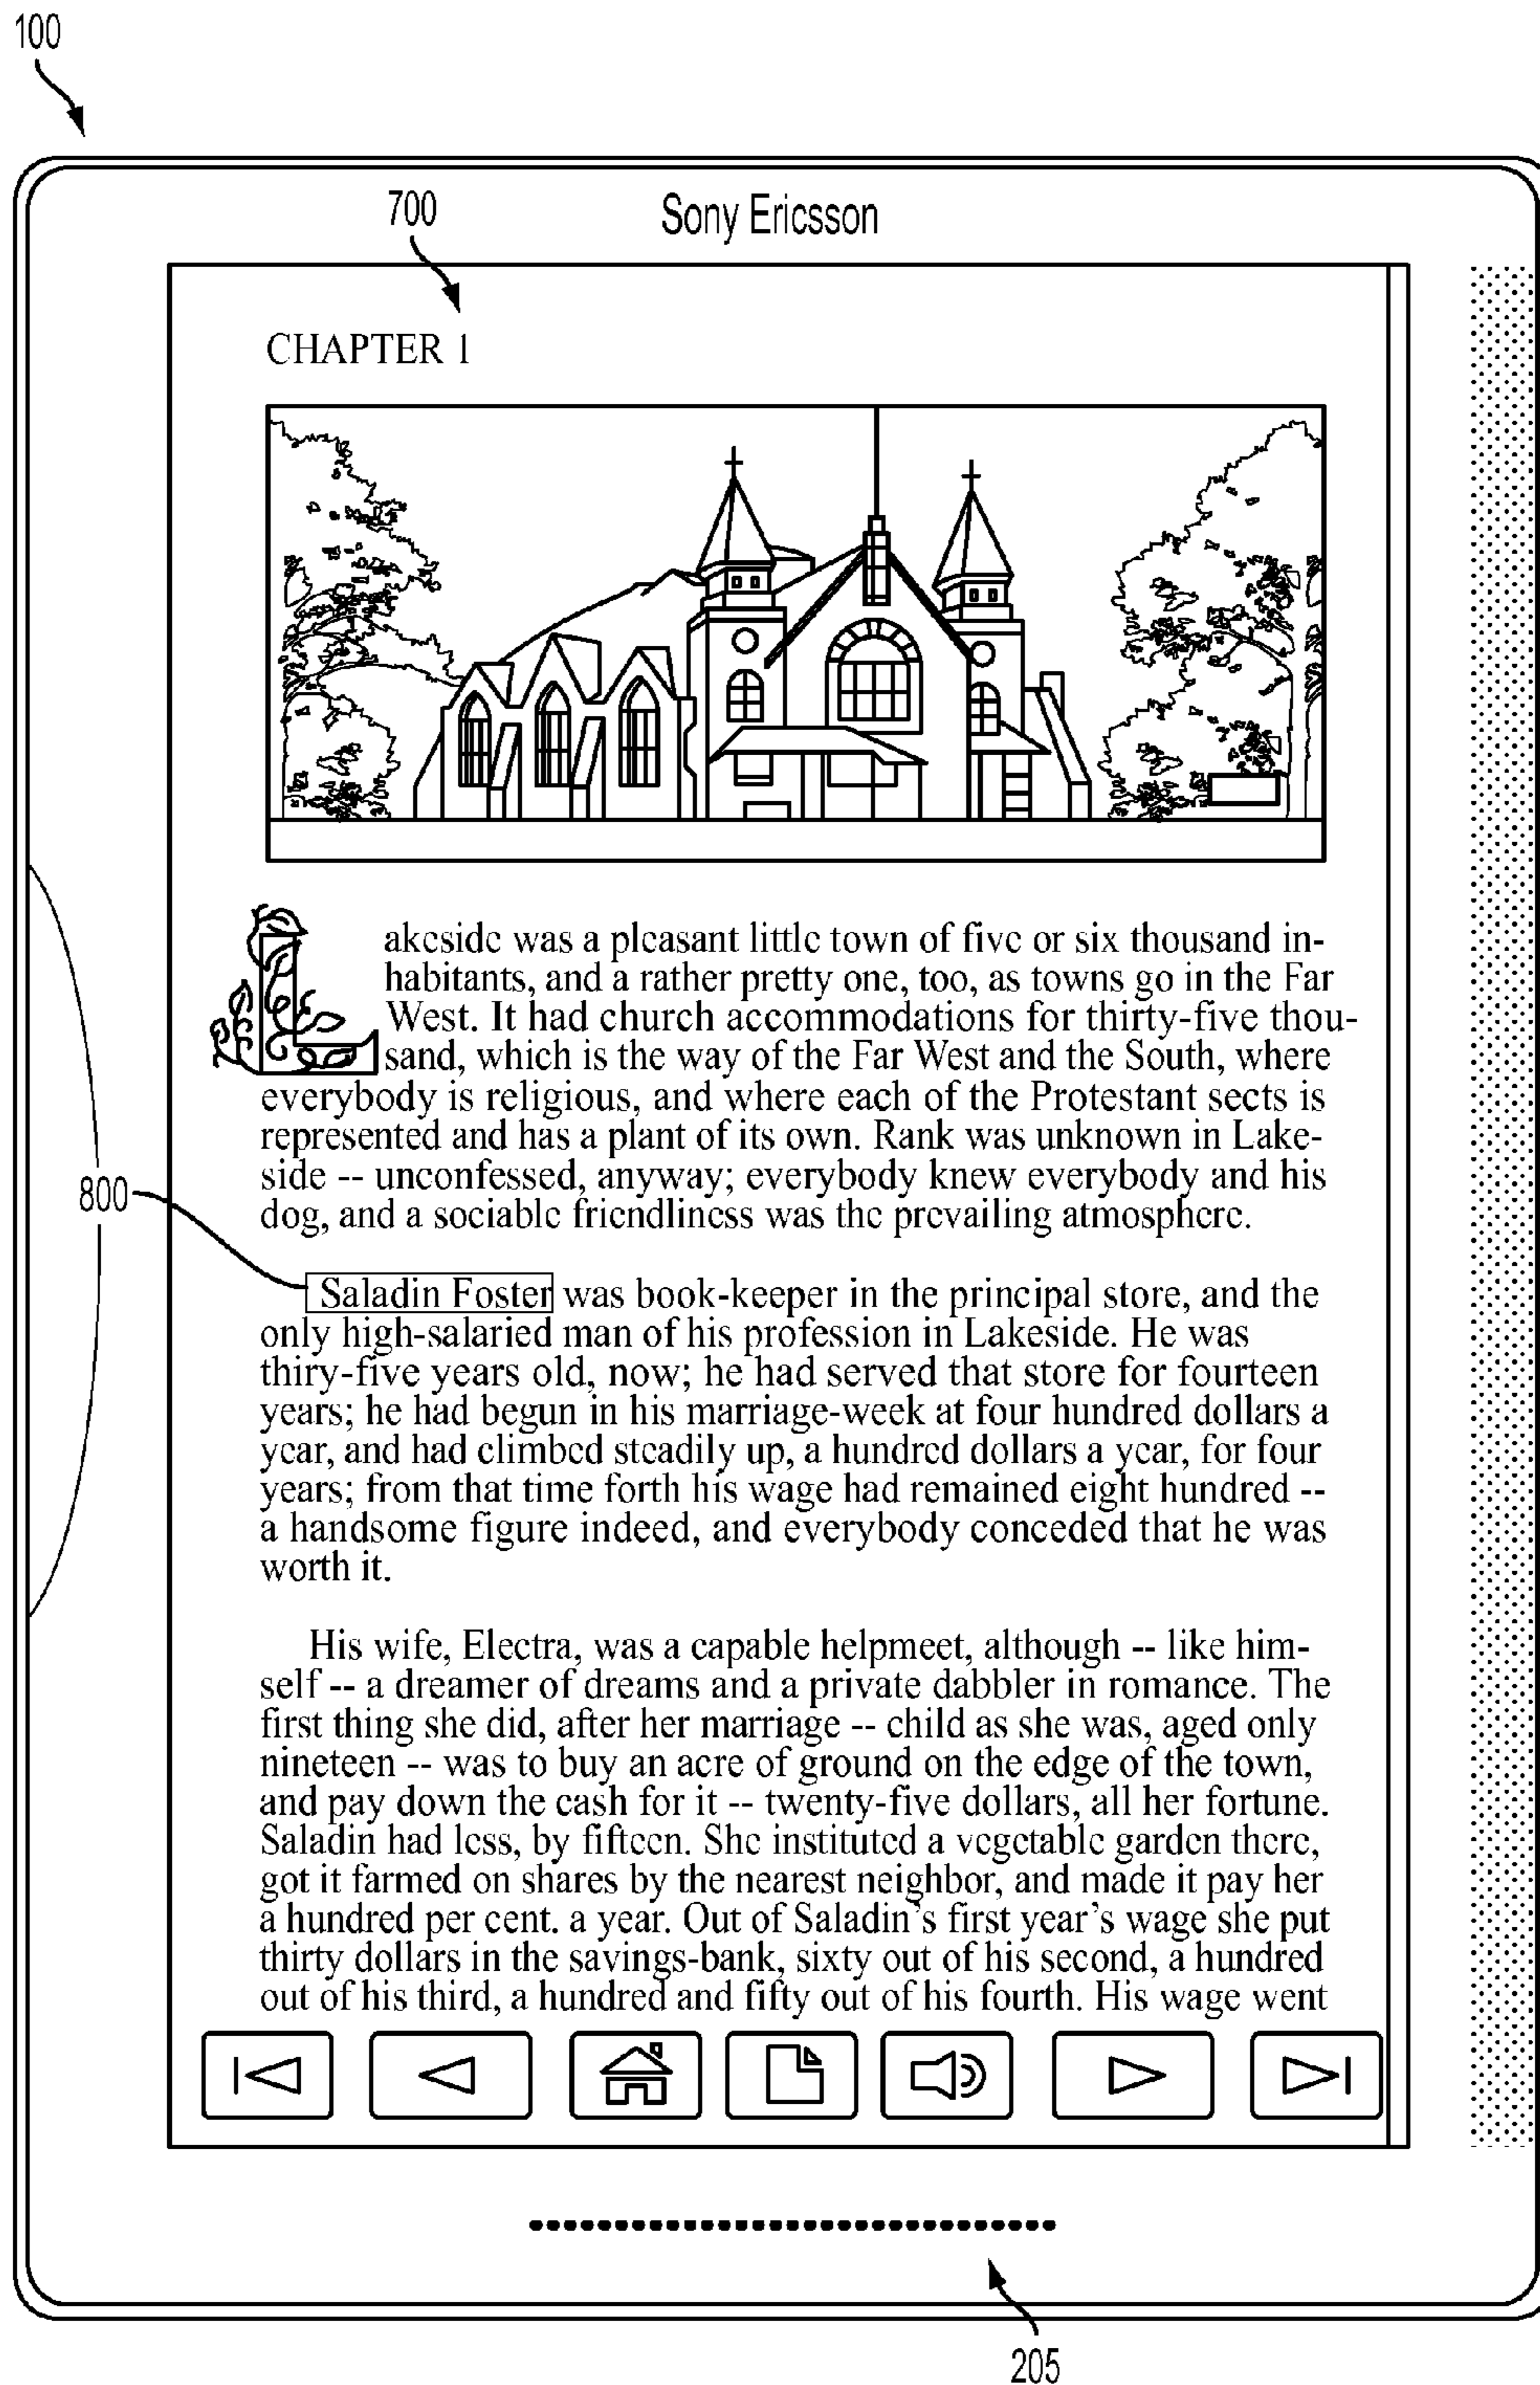 100
700
Sony Ericsson
CHAPTER 1
Lakeside was a pleasant little town of five or six thousand in-
habitants, and a rather pretty one, too, as towns go in the Far
West. It had church accommodations for thirty-five thou-
sand, which is the way of the Far West and the South, where
everybody is religious, and where each of the Protestant sects is
represented and has a plant of its own. Rank was unknown in Lake-
side -- unconfessed, anyway; everybody knew everybody and his
dog, and a sociable friendliness was the prevailing atmosphere.
800
Saladin Foster was book-keeper in the principal store, and the
only high-salaried man of his profession in Lakeside. He was
thiry-five years old, now; he had served that store for fourteen
years; he had begun in his marriage-week at four hundred dollars a
year, and had climbed steadily up, a hundred dollars a year, for four
years; from that time forth his wage had remained eight hundred --
a handsome figure indeed, and everybody conceded that he was
worth it.
His wife, Electra, was a capable helpmeet, although -- like him-
self -- a dreamer of dreams and a private dabbler in romance. The
first thing she did, after her marriage -- child as she was, aged only
nineteen -- was to buy an acre of ground on the edge of the town,
and pay down the cash for it -- twenty-five dollars, all her fortune.
Saladin had less, by fifteen. She instituted a vegetable garden there,
got it farmed on shares by the nearest neighbor, and made it pay her
a hundred per cent. a year. Out of Saladin's first year's wage she put
thirty dollars in the savings-bank, sixty out of his second, a hundred
out of his third, a hundred and fifty out of his fourth. His wage went
205